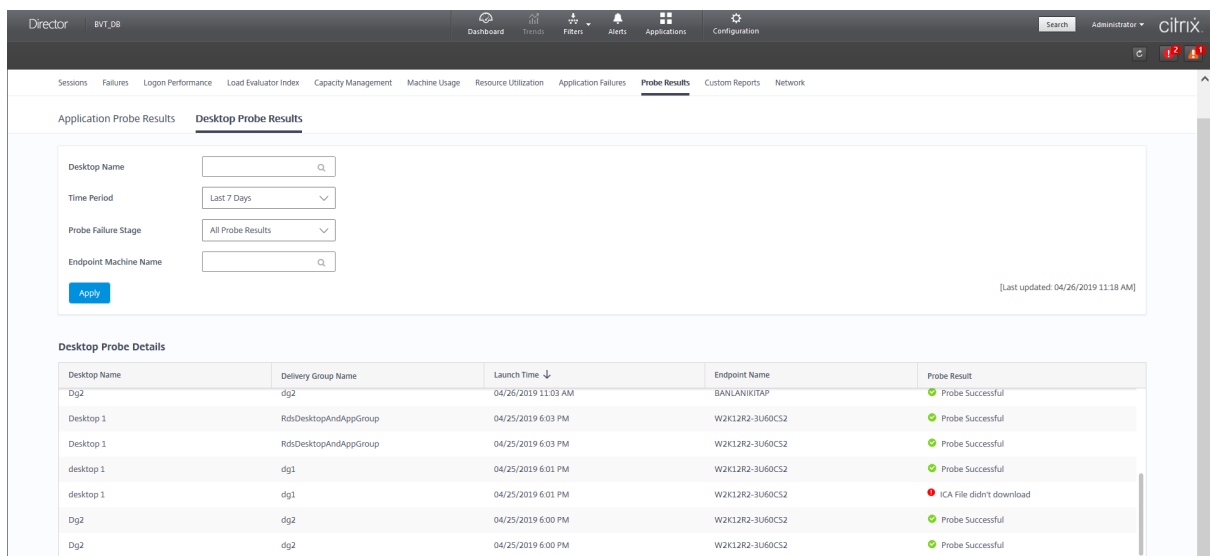 Director BVT_DB Dashboard Trends Filters Alerts Applications Configuration Search Administrator citrix
2 1
Sessions Failures Logon Performance Load Evaluator Index Capacity Management Machine Usage Resource Utilization Application Failures Probe Results Custom Reports Network
Application Probe Results Desktop Probe Results
Desktop Name
Time Period Last 7 Days
Probe Failure Stage All Probe Results
Endpoint Machine Name
Apply [Last updated: 04/26/2019 11:18 AM]
Desktop Probe Details
Desktop Name Delivery Group Name Launch Time Endpoint Name Probe Result
Dg2 dg2 04/26/2019 11:03 AM BANLANIKITAP Probe Successful
Desktop 1 RdsDesktopAndAppGroup 04/25/2019 6:03 PM W2K12R2-3U60CS2 Probe Successful
Desktop 1 RdsDesktopAndAppGroup 04/25/2019 6:03 PM W2K12R2-3U60CS2 Probe Successful
desktop 1 dg1 04/25/2019 6:01 PM W2K12R2-3U60CS2 Probe Successful
desktop 1 dg1 04/25/2019 6:01 PM W2K12R2-3U60CS2 ICA File didn't download
Dg2 dg2 04/25/2019 6:00 PM W2K12R2-3U60CS2 Probe Successful
Dg2 dg2 04/25/2019 6:00 PM W2K12R2-3U60CS2 Probe Successful